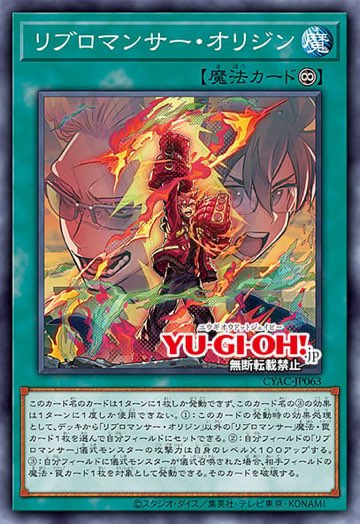 リブロマンサー・オリジン
魔
【魔法カード】
ユウギオウドットジェイピー
YU-GI-OH!.jp
無断転載禁止
CYAC-JP063
このカード名のカードは1ターンに1枚しか発動できず、このカード名の③の効果
は1ターンに1度しか使用できない。①：このカードの発動時の効果処理
として、デッキから「リブロマンサー・オリジン」以外の「リブロマンサー」魔法・罠
カード1枚を選んで自分フィールドにセットできる。②：自分フィールドの「リブ
ロマンサー」儀式モンスターの攻撃力は自身のレベル×100アップする。
③：自分フィールドに儀式モンスターが儀式召喚された場合、相手フィールドの
魔法・罠カード1枚を対象として発動できる。そのカードを破壊する。
©スタジオ・ダイス／集英社・テレビ東京・KONAMI